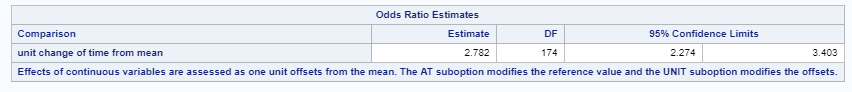 Odds Ratio Estimates
Comparison Estimate DF 95% Confidence Limits
unit change of time from mean 2.782 174 2.274 3.403
Effects of continuous variables are assessed as one unit offsets from the mean. The AT suboption modifies the reference value and the UNIT suboption modifies the offsets.